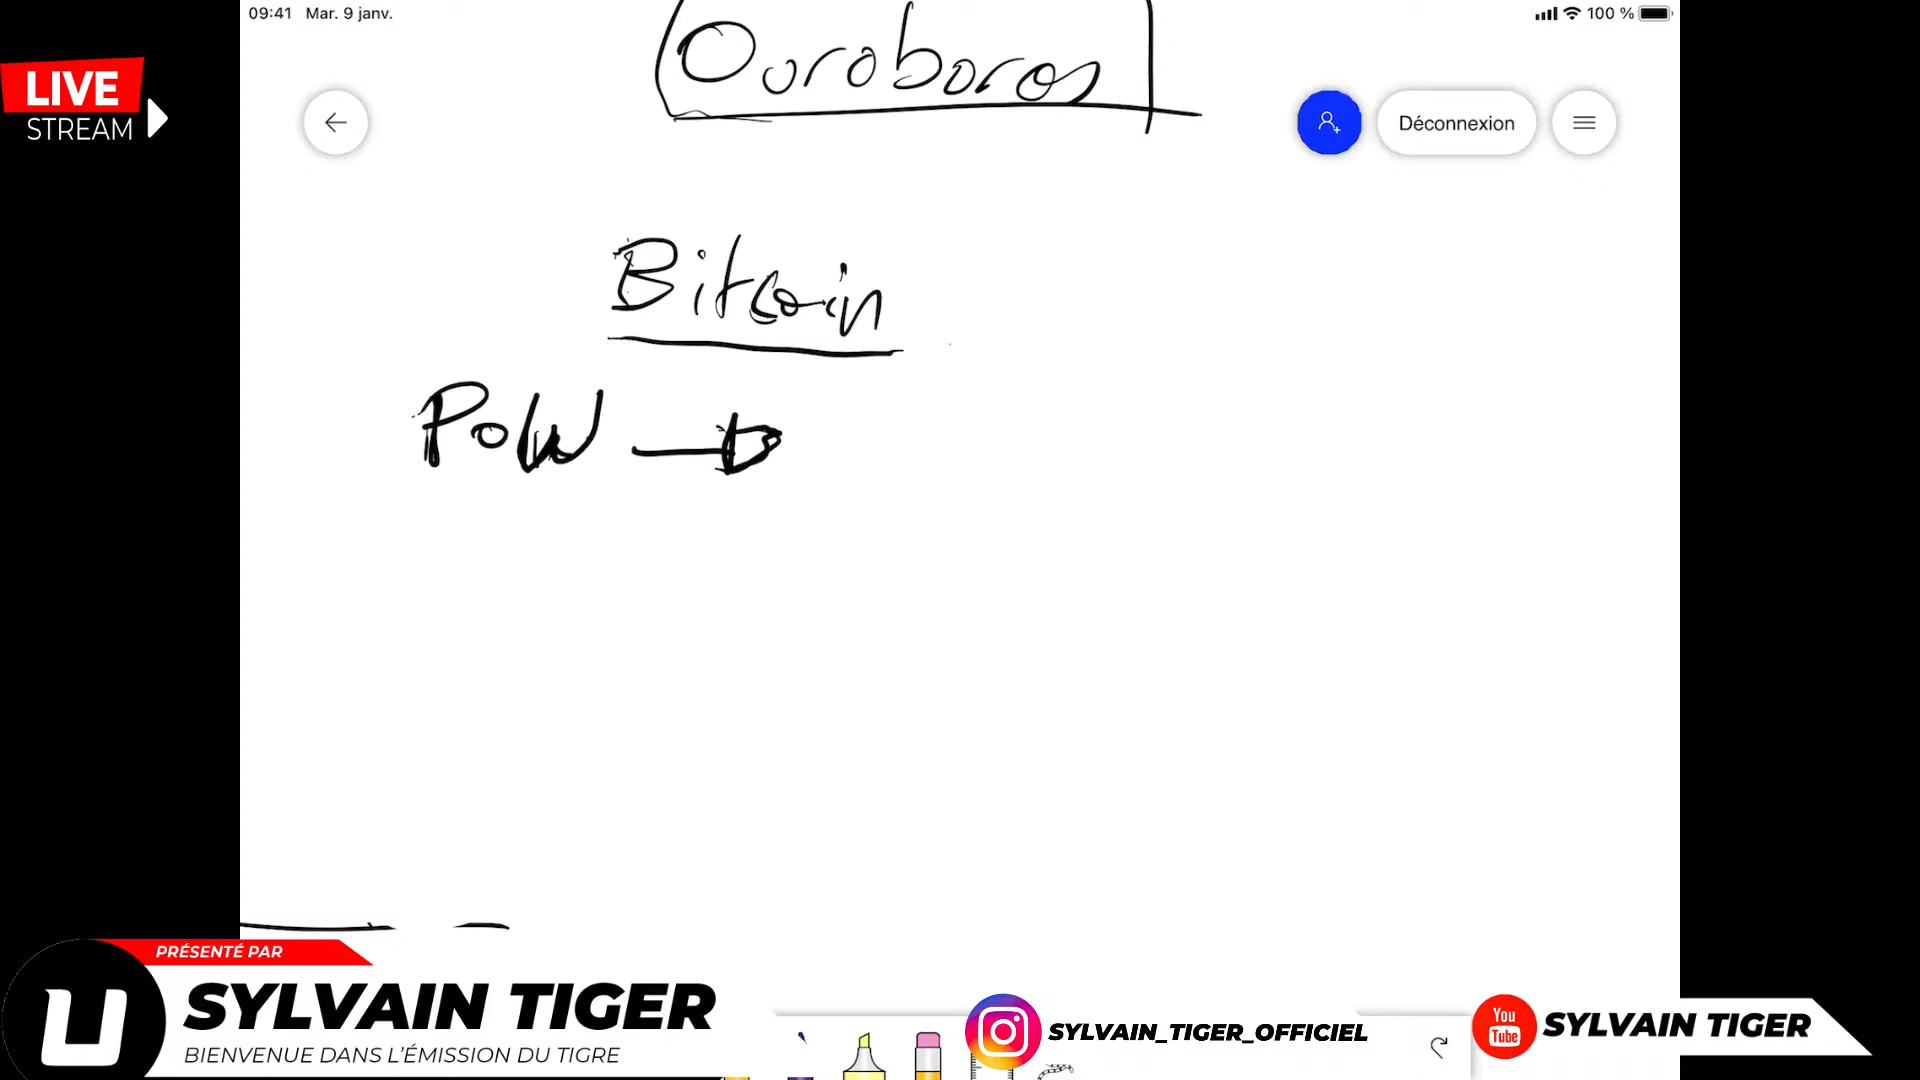 09:41 Mar. 9 janv.
100 %
LIVE
STREAM
Ouroboros
Déconnexion
Bitcoin
PoW
PRÉSENTÉ PAR
SYLVAIN TIGER
BIENVENUE DANS L'ÉMISSION DU TIGRE
SYLVAIN_TIGER_OFFICIEL
You
Tube
SYLVAIN TIGER